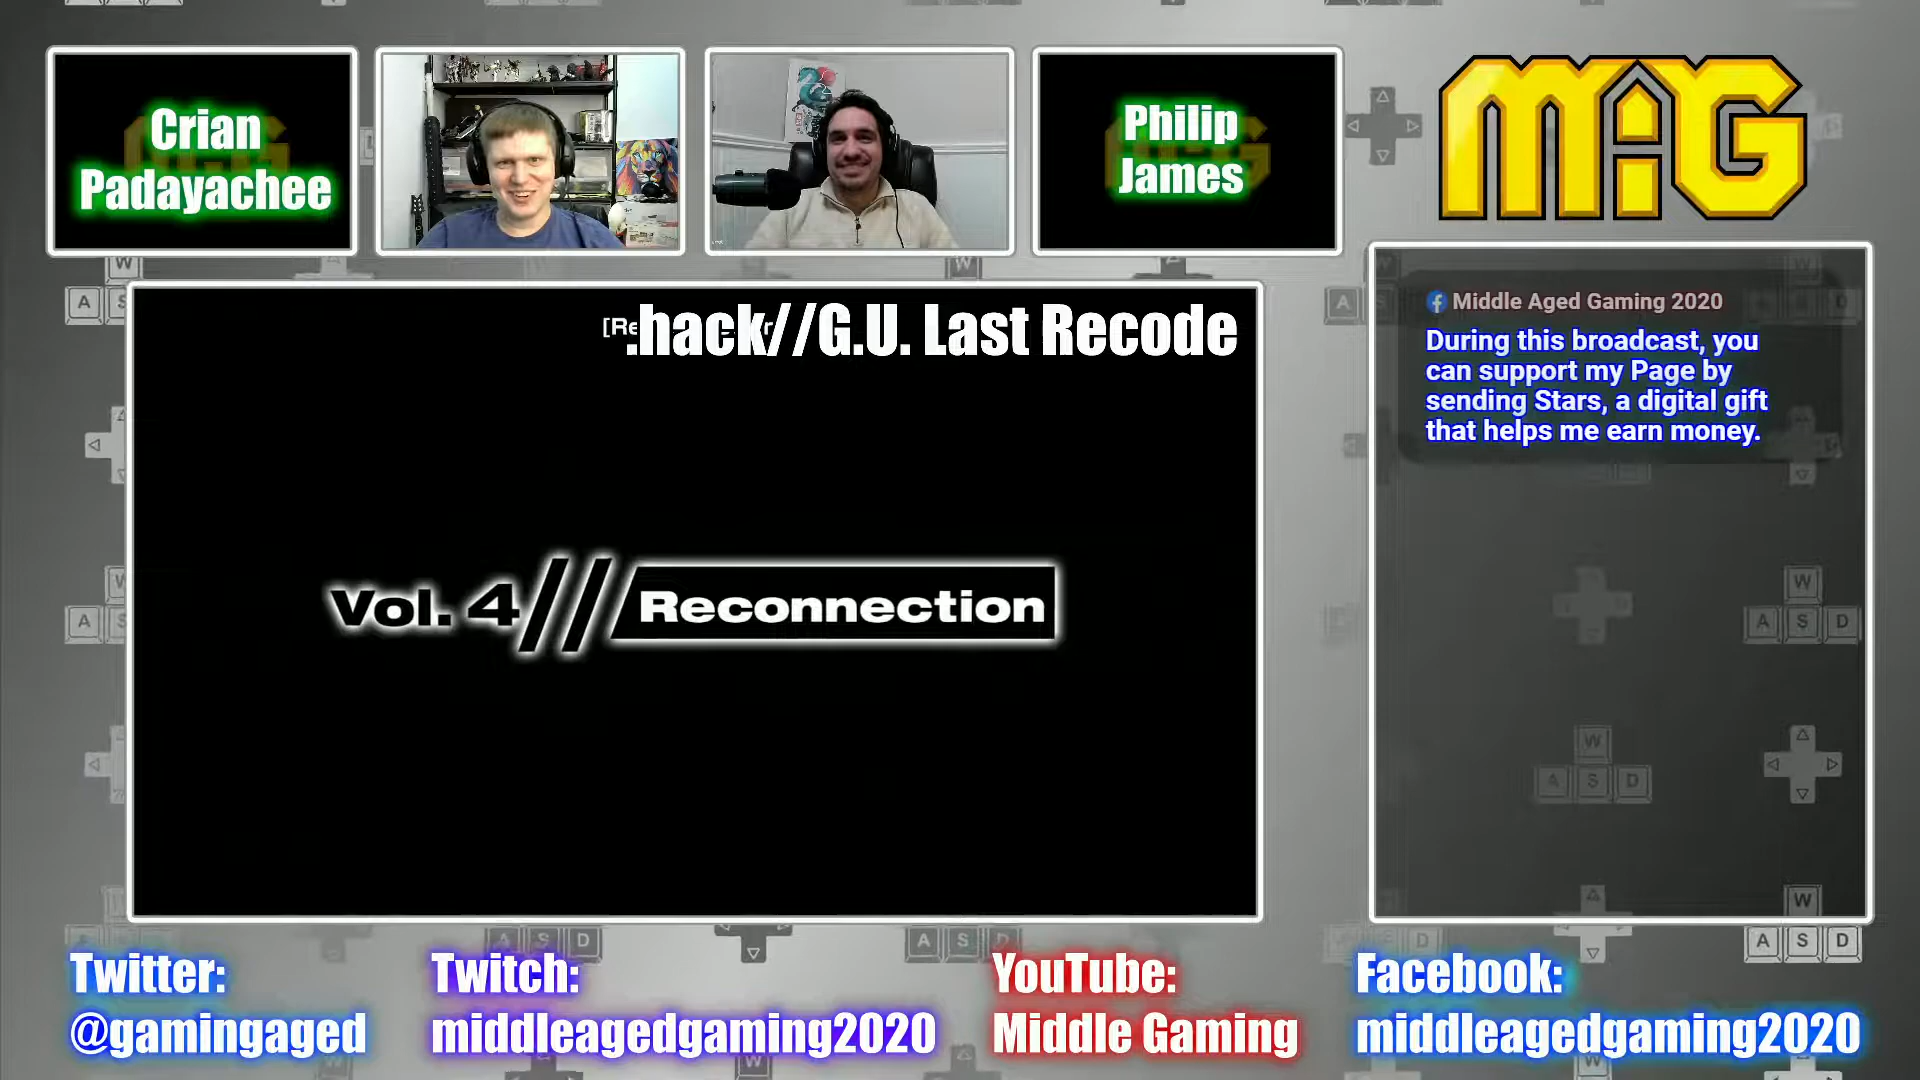 Crian
Padayachee
Philip
James
MAG
Middle Aged Gaming 2020
During this broadcast, you
can support my Page by
sending Stars, a digital gift
that helps me earn money.
.hack//G.U. Last Recode
Vol. 4// Reconnection
Twitter:
@gamingaged
Twitch:
middleagedgaming2020
YouTube:
Middle Gaming
Facebook:
middleagedgaming2020